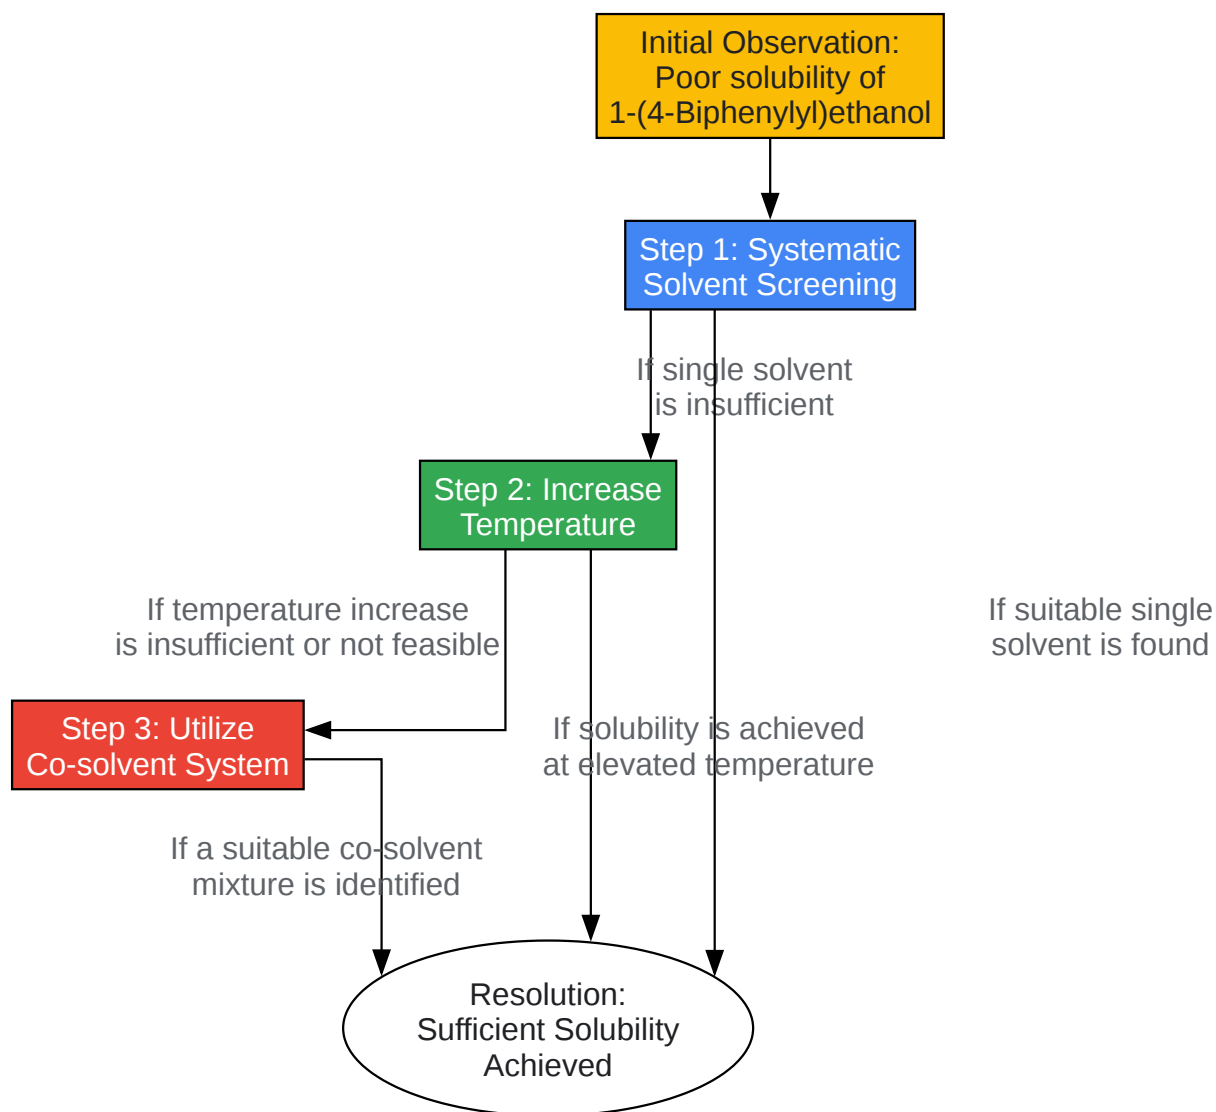 Initial Observation:
Poor solubility of
1-(4-Biphenylyl)ethanol
Step 1: Systematic
Solvent Screening
If single solvent
is insufficient
Step 2: Increase
Temperature
If temperature increase
is insufficient or not feasible
If suitable single
solvent is found
Step 3: Utilize
Co-solvent System
If solubility is achieved
at elevated temperature
If a suitable co-solvent
mixture is identified
Resolution:
Sufficient Solubility
Achieved